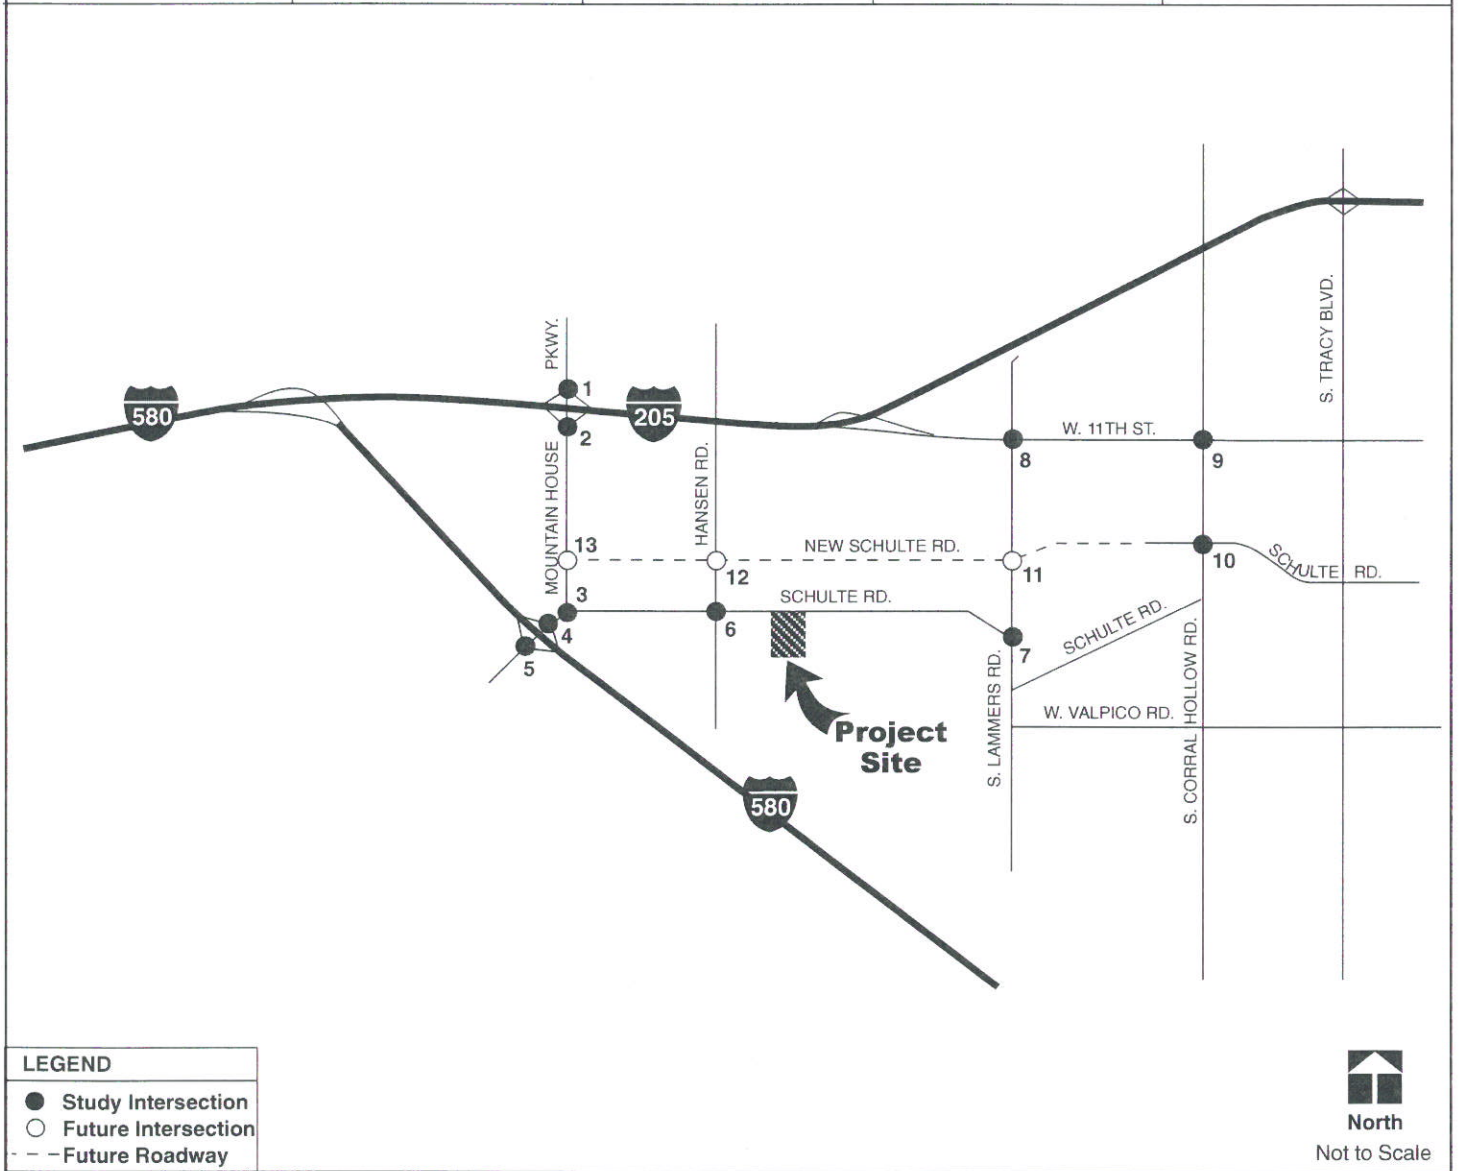 S. TRACY BLVD.
PKWY.
1
580
205
2
W. 11TH ST.
8
9
MOUNTAIN HOUSE
HANSEN RD.
13
NEW SCHULTE RD.
12
11
10
SCHULTE RD.
3
SCHULTE RD.
4
6
5
7
SCHULTE RD.
S. LAMMERS RD.
S. CORRAL HOLLOW RD.
W. VALPICO RD.
Project
Site
580
LEGEND
Study Intersection
Future Intersection
Future Roadway
North
Not to Scale